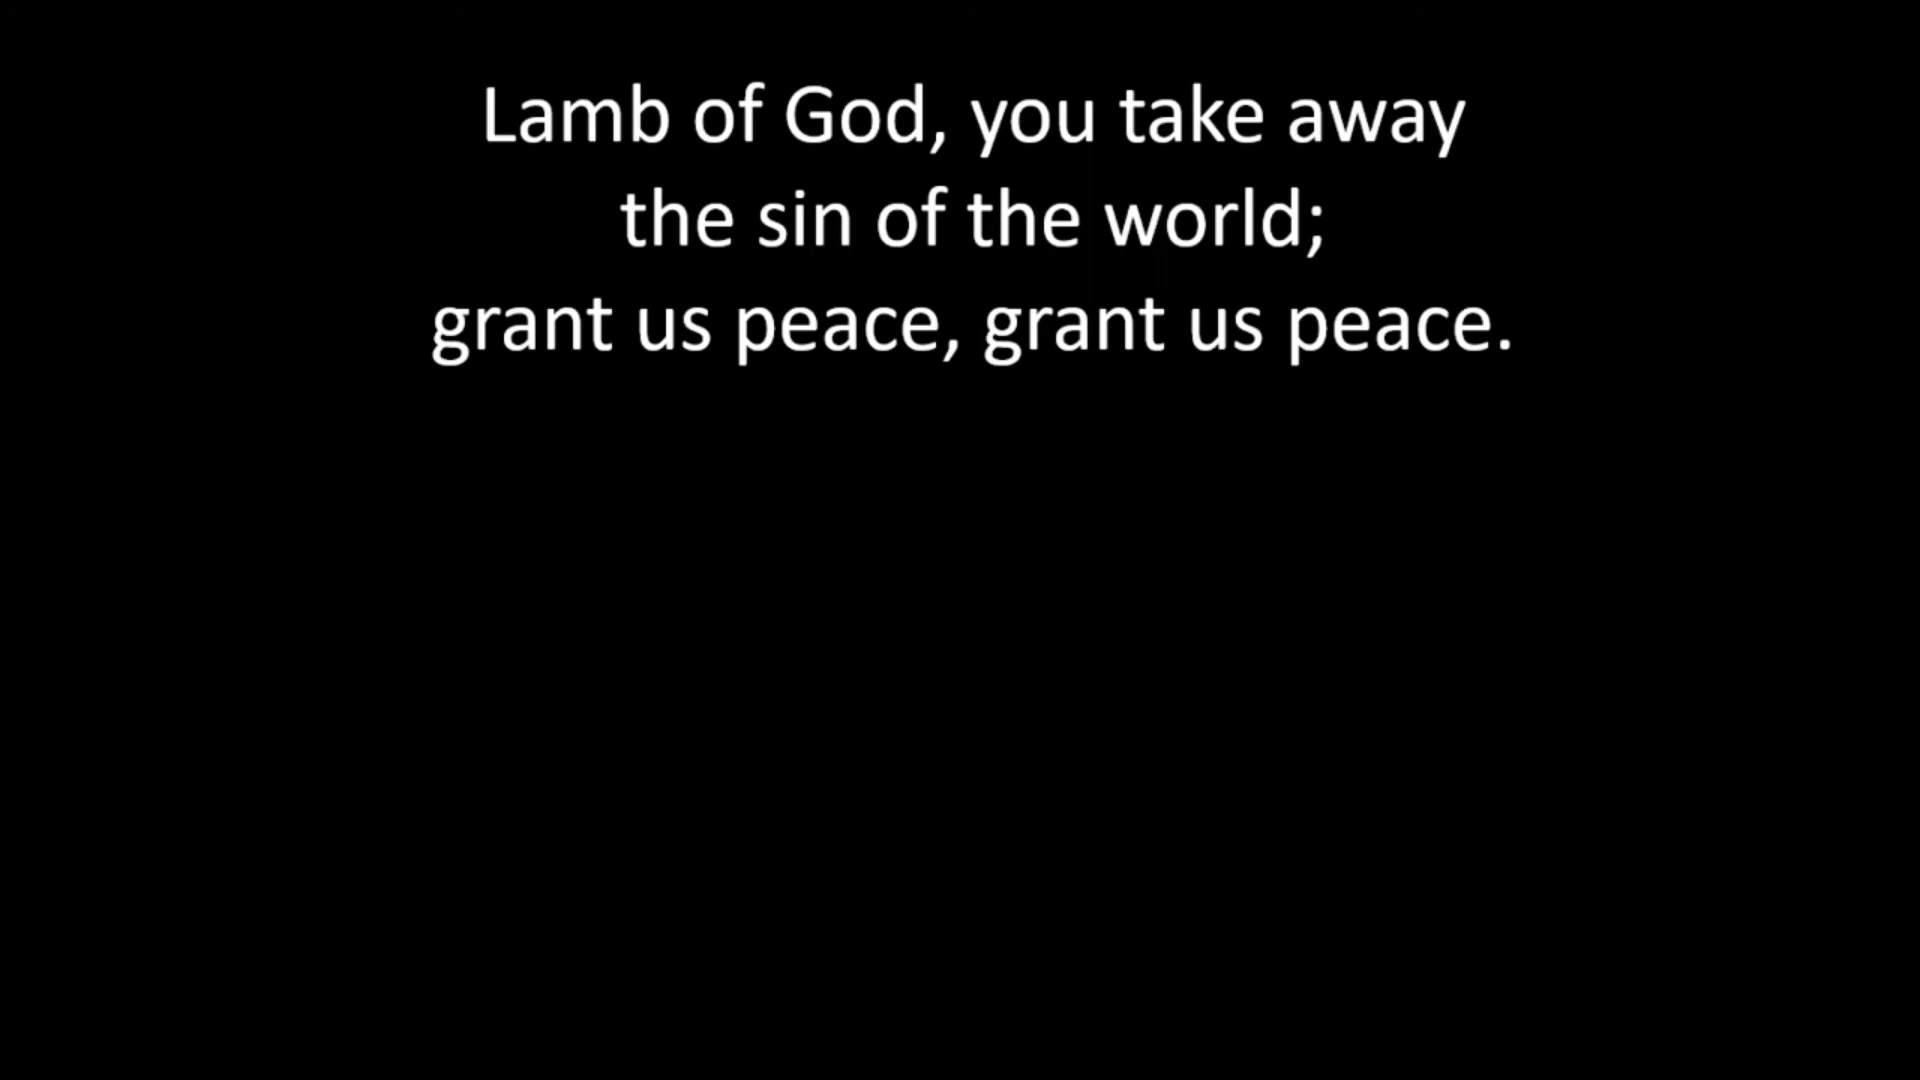 Lamb of God, you take away
the sin of the world;
grant us peace, grant us peace.